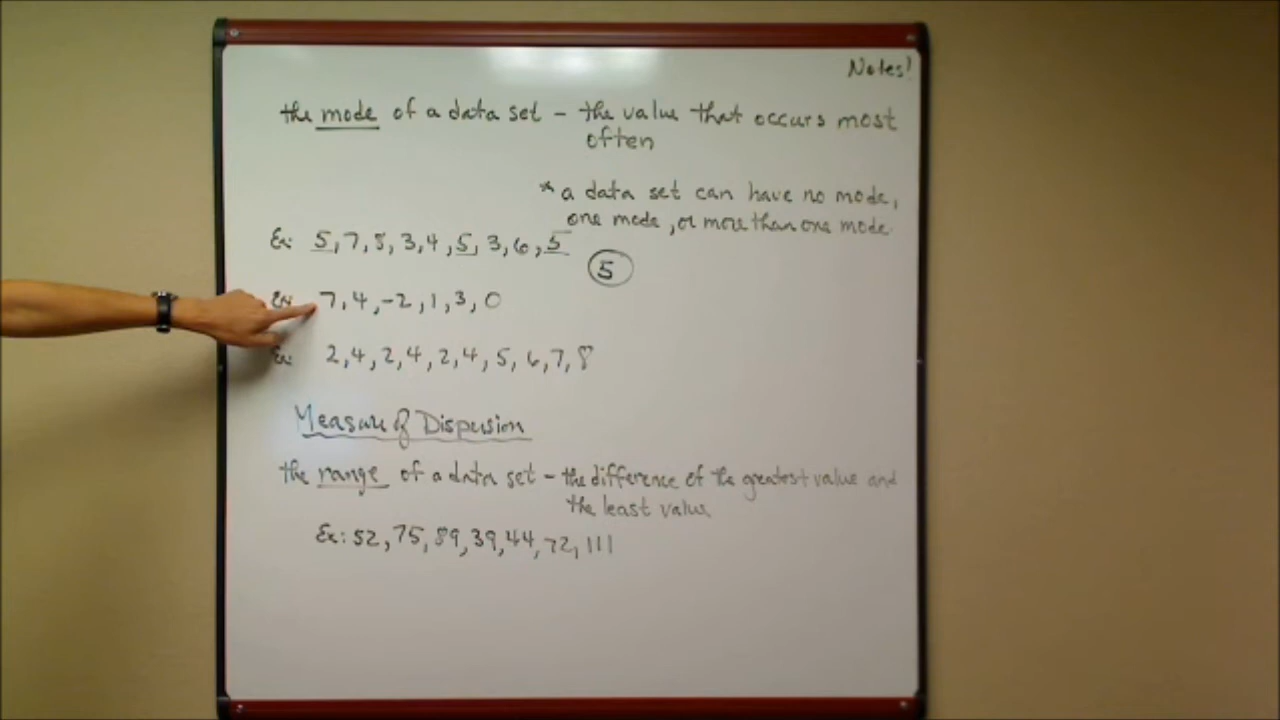 Notes!
the mode of a data set - the value that occurs most
often
* a data set can have no mode,
one mode, or more than one mode.
Ex: 5, 7, 8, 3, 4, 5, 3, 6, 5
5
Ex: 7, 4, -2, 1, 3, 0
Ex: 2, 4, 2, 4, 2, 4, 5, 6, 7, 8
Measure of Dispersion
the range of a data set - the difference of the greatest value and
the least value
Ex: 52, 75, 89, 39, 44, 72, 111